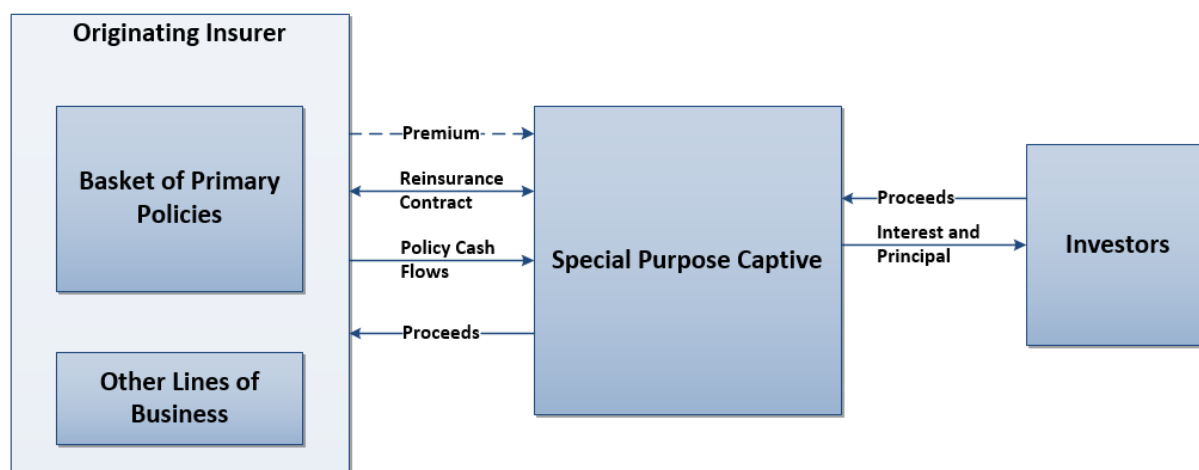 Originating Insurer
Basket of Primary
Policies
Other Lines of
Business
Premium
Reinsurance
Contract
Policy Cash
Flows
Proceeds
Special Purpose Captive
Proceeds
Interest and
Principal
Investors